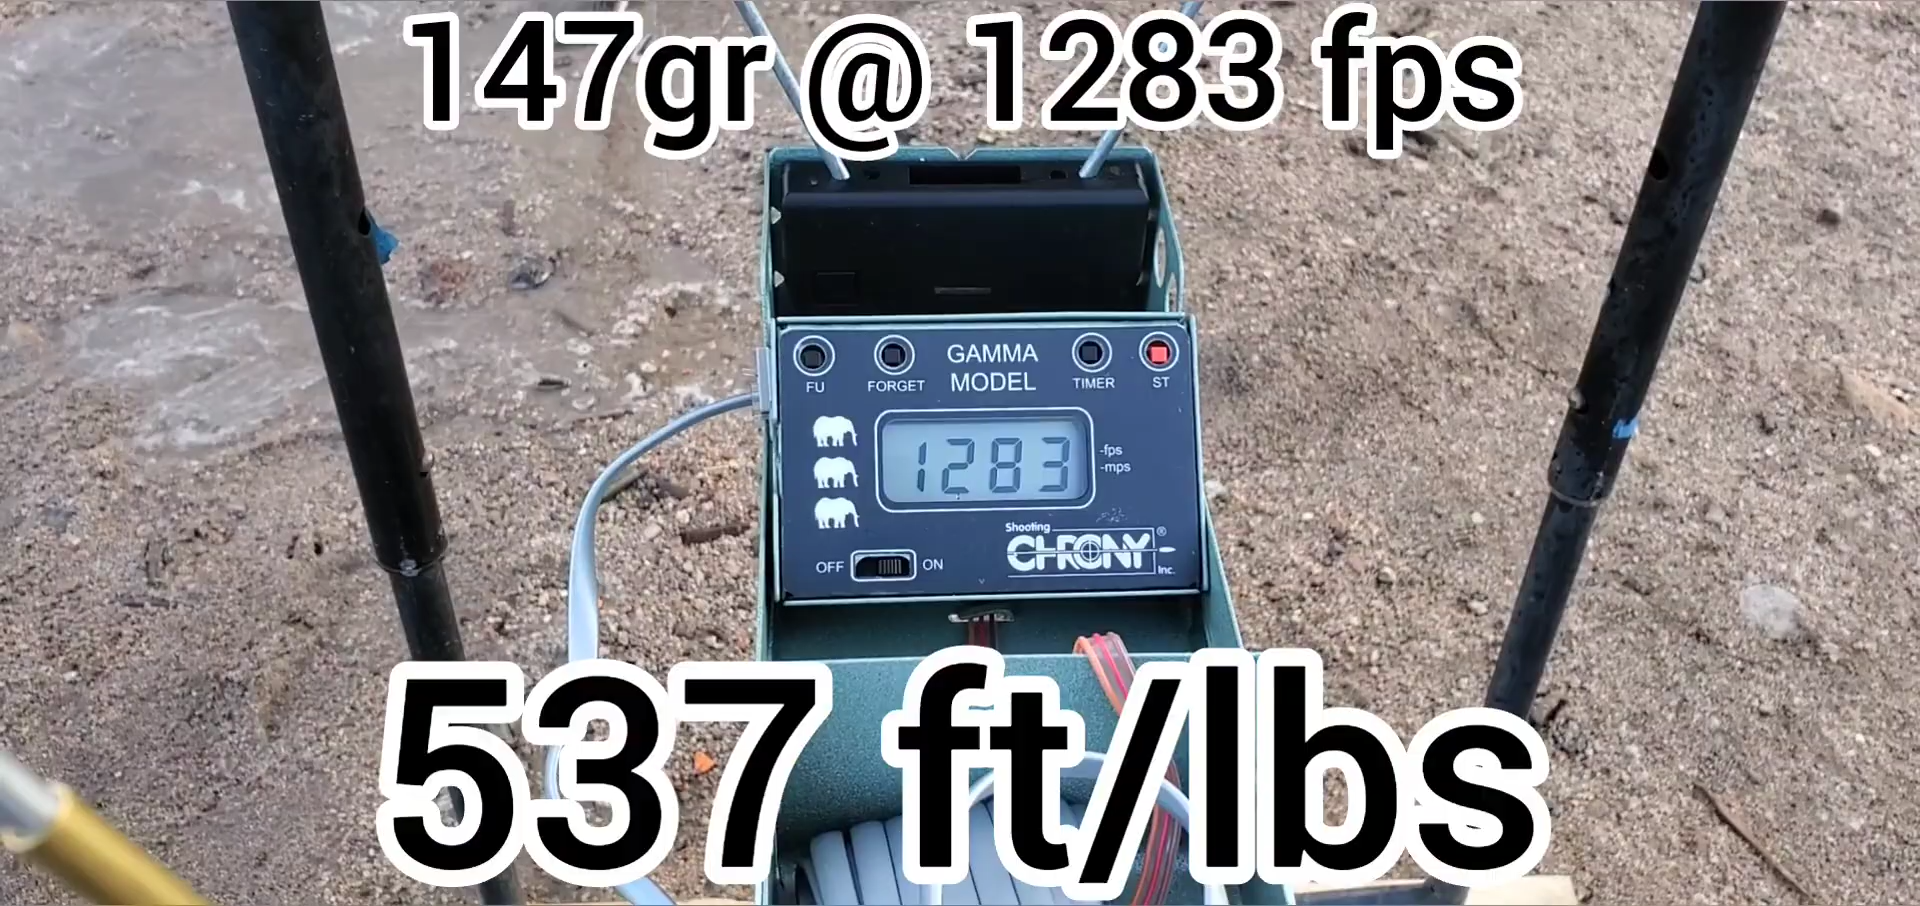 147gr @ 1283 fps
FU FORGET GAMMA MODEL TIMER ST
1283
-fps
-mps
Shooting
CHRONY®
Inc.
OFF ON
537 ft/lbs